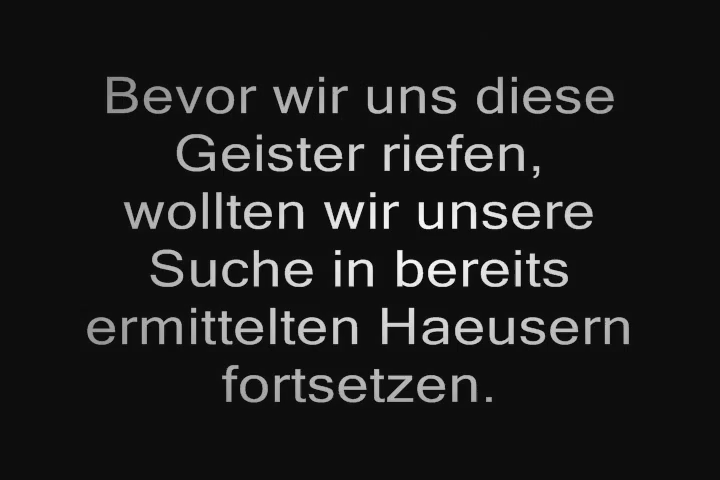 Bevor wir uns diese
Geister riefen,
wollten wir unsere
Suche in bereits
ermittelten Haeusern
fortsetzen.